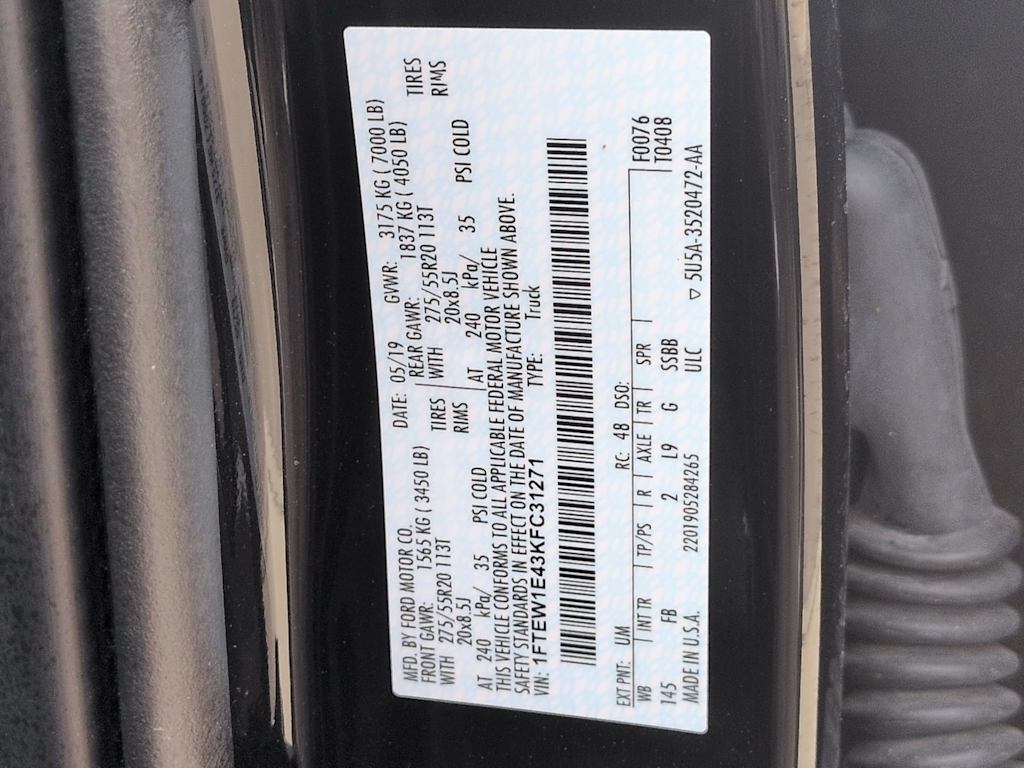 MFD. BY FORD MOTOR CO. DATE: 05/19 GVWR: 3175 KG ( 7000 LB)
FRONT GAWR: 1565 KG ( 3450 LB) REAR GAWR: 1837 KG ( 4050 LB)
WITH 275/55R20 113T TIRES WITH 275/55R20 113T TIRES
20x8.5J RIMS 20x8.5J RIMS
AT 240 kPa/ 35 PSI COLD AT 240 kPa/ 35 PSI COLD
THIS VEHICLE CONFORMS TO ALL APPLICABLE FEDERAL MOTOR VEHICLE
SAFETY STANDARDS IN EFFECT ON THE DATE OF MANUFACTURE SHOWN ABOVE.
VIN: 1FTEW1E43KFC31271 TYPE: Truck
EXT PNT: UM RC: 48 DSO: F0076
WB INT TR TP/PS R AXLE TR SPR T0408
145 FB 2 L9 G SSBB
MADE IN U.S.A. 2201905284265 ULC ▽ 5U5A-3520472-AA